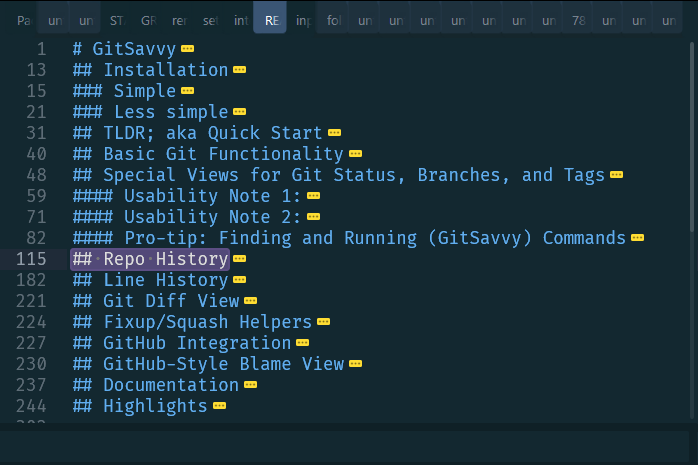 Pa un un ST. GR rer set int RE inp fol un un un un un un un 78 un un un
1 # GitSavvy
13 ## Installation
15 ### Simple
21 ### Less simple
31 ## TLDR; aka Quick Start
40 ## Basic Git Functionality
48 ## Special Views for Git Status, Branches, and Tags
59 #### Usability Note 1:
71 #### Usability Note 2:
82 #### Pro-tip: Finding and Running (GitSavvy) Commands
115 ## Repo History
182 ## Line History
221 ## Git Diff View
224 ## Fixup/Squash Helpers
227 ## GitHub Integration
230 ## GitHub-Style Blame View
237 ## Documentation
244 ## Highlights